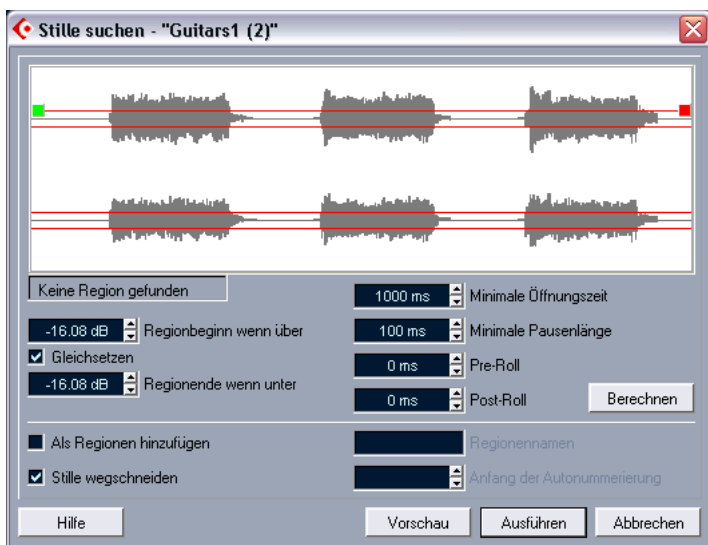 Stille suchen - "Guitars1 (2)"
Keine Region gefunden
1000 ms Minimale Öffnungszeit
-16.08 dB Regionbeginn wenn über
100 ms Minimale Pausenlänge
Gleichsetzen
0 ms Pre-Roll
-16.08 dB Regionende wenn unter
0 ms Post-Roll
Berechnen
Als Regionen hinzufügen
Regionennamen
Stille wegschneiden
Anfang der Autonummerierung
Hilfe
Vorschau
Ausführen
Abbrechen